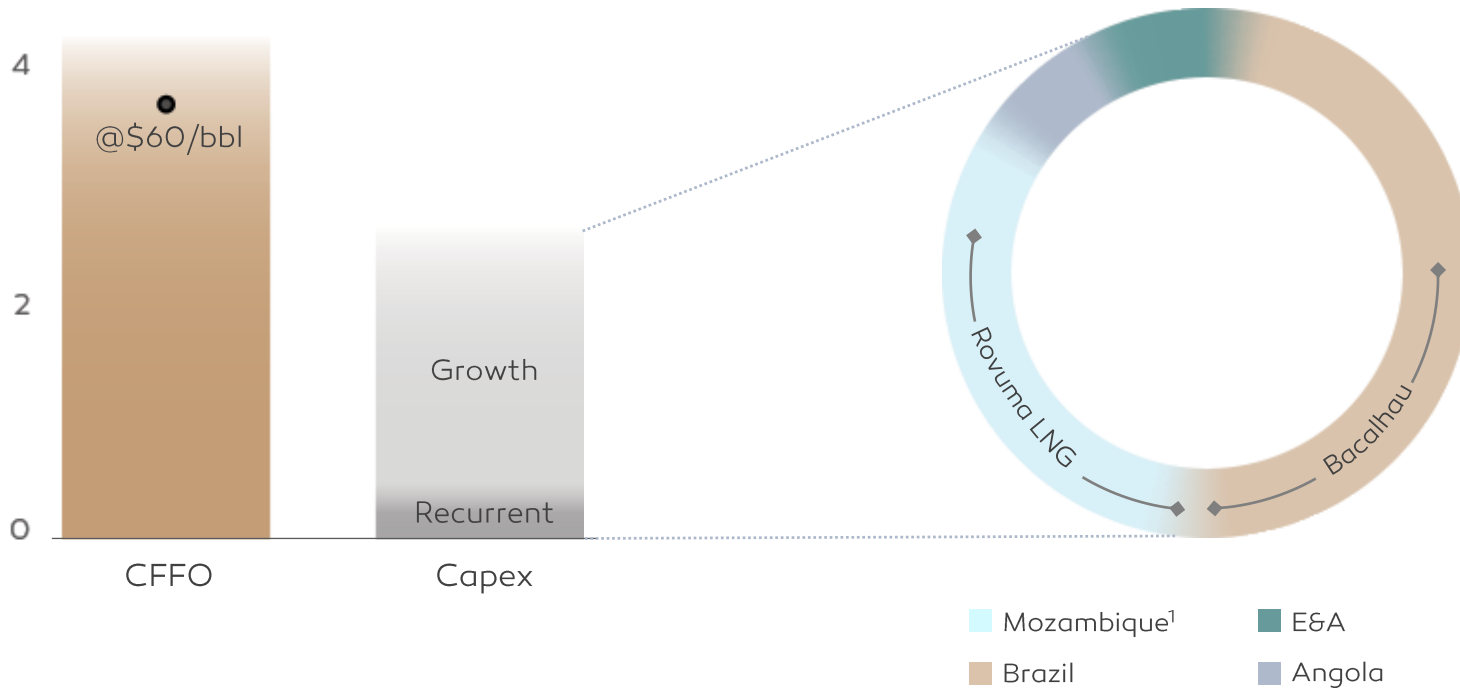 4
@$60/bbl
2
Growth
Recurrent
0
CFFO
Capex
Rovuma LNG
Bacalhau
Mozambique¹
E&A
Brazil
Angola